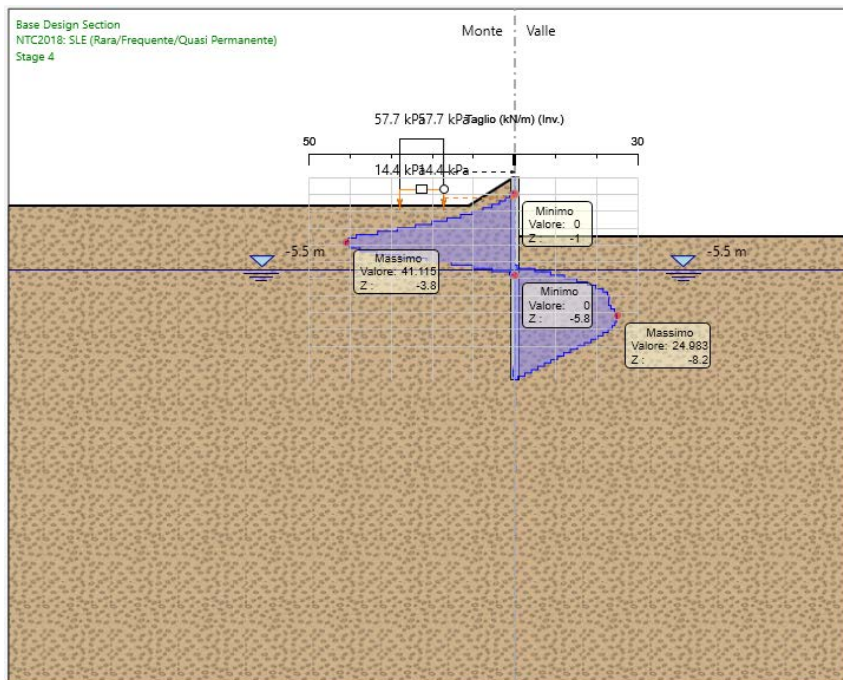 Base Design Section
NTC2018: SLE (Rara/Frequente/Quasi Permanente)
Stage 4
Monte Valle
57.7 kPa 57.7 kPa Taglio (kN/m) (Inv.)
50 30
14.4 kPa 14.4 kPa
Minimo
Valore: 0
Z : -1
-5.5 m -5.5 m
Massimo
Valore: 41.115
Z : -3.8
Minimo
Valore: 0
Z : -5.8
Massimo
Valore: 24.983
Z : -8.2